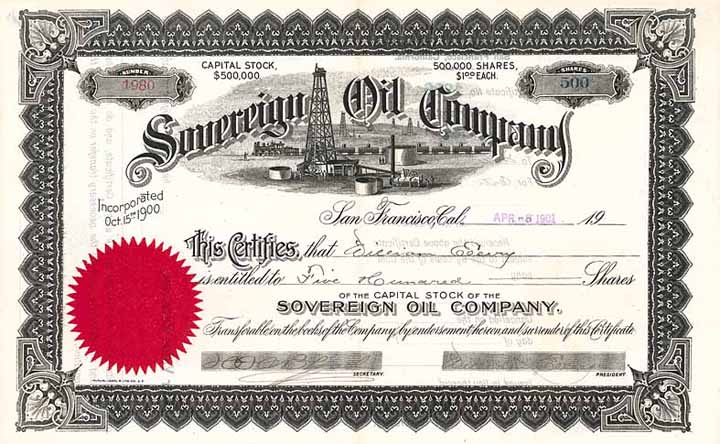 NUMBER
1980
CAPITAL STOCK,
$500,000
500,000 SHARES,
$1.00 EACH.
SHARES
500
Sovereign Oil Company
Incorporated
Oct. 15th 1900
San Francisco, Cal. APR -8 1901 19
This Certifies, that William
is entitled to Five Hundred Shares
OF THE CAPITAL STOCK OF THE
SOVEREIGN OIL COMPANY.
Transferable on the books of the Company, by endorsement hereon and surrender of this Certificate
SECRETARY.
PRESIDENT